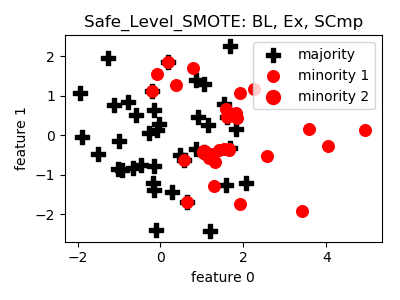 Safe_Level_SMOTE: BL, Ex, SCmp
majority
minority 1
minority 2
feature 1
2
1
0
−1
−2
−2
0
2
4
feature 0